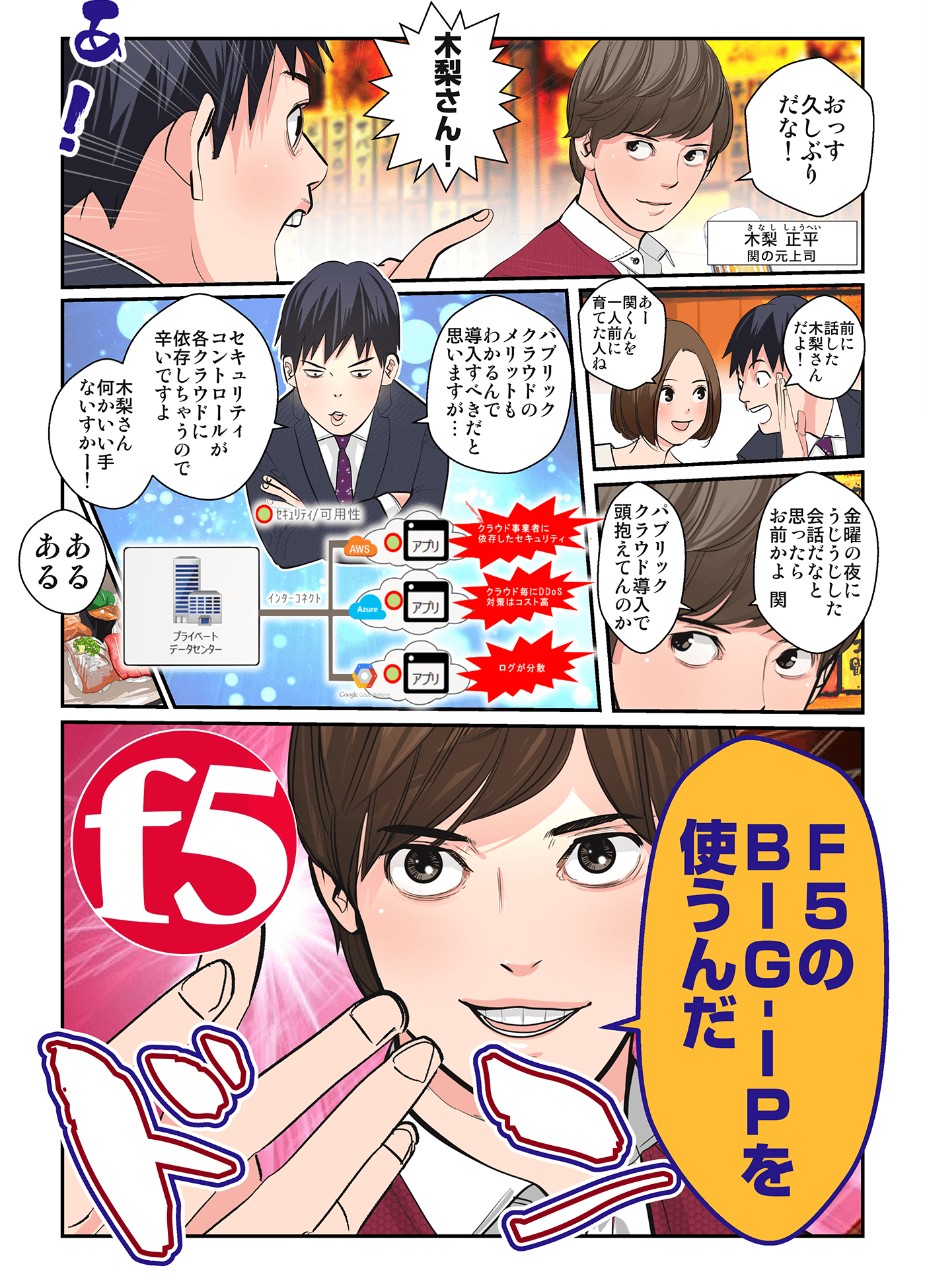 おっす
久しぶり
だな！
木梨 正平
きなし しょうへい
関の元上司
木梨さん！
あ！
前に
話した
木梨さん
だよ！
あー
関くんを
一人前に
育てた人ね
金曜の夜に
うじうじした
会話だなと
思ったら
お前かよ 関
パブリック
クラウド導入で
頭抱えてんのか
パブリック
クラウドの
メリットも
わかるんで
導入すべきだと
思いますが…
セキュリティ
コントロールが
各クラウドに
依存しちゃうので
辛いですよ
木梨さん
何かいい手
ないすかーー！
セキュリティ/可用性
プライベート
データセンター
インターコネクト
AWS
アプリ
クラウド事業者に
依存したセキュリティ
Azure
アプリ
クラウド毎にDDoS
対策はコスト高
Google Cloud Platform
アプリ
ログが分散
ある
ある
F5の
BIG-IPを
使うんだ
f5
ドン